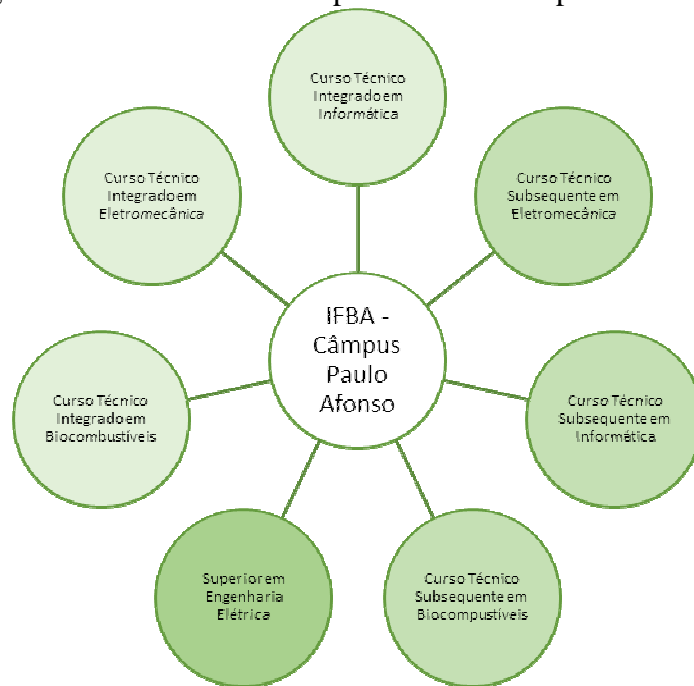 Curso Técnico
Integrado em
Informática
Curso Técnico
Subsequente em
Eletromecânica
Curso Técnico
Subsequente em
Informática
Curso Técnico
Subsequente em
Biocompustíveis
Superior em
Engenharia
Elétrica
Curso Técnico
Integrado em
Biocombustíveis
Curso Técnico
Integrado em
Eletromecânica
IFBA -
Câmpus
Paulo
Afonso